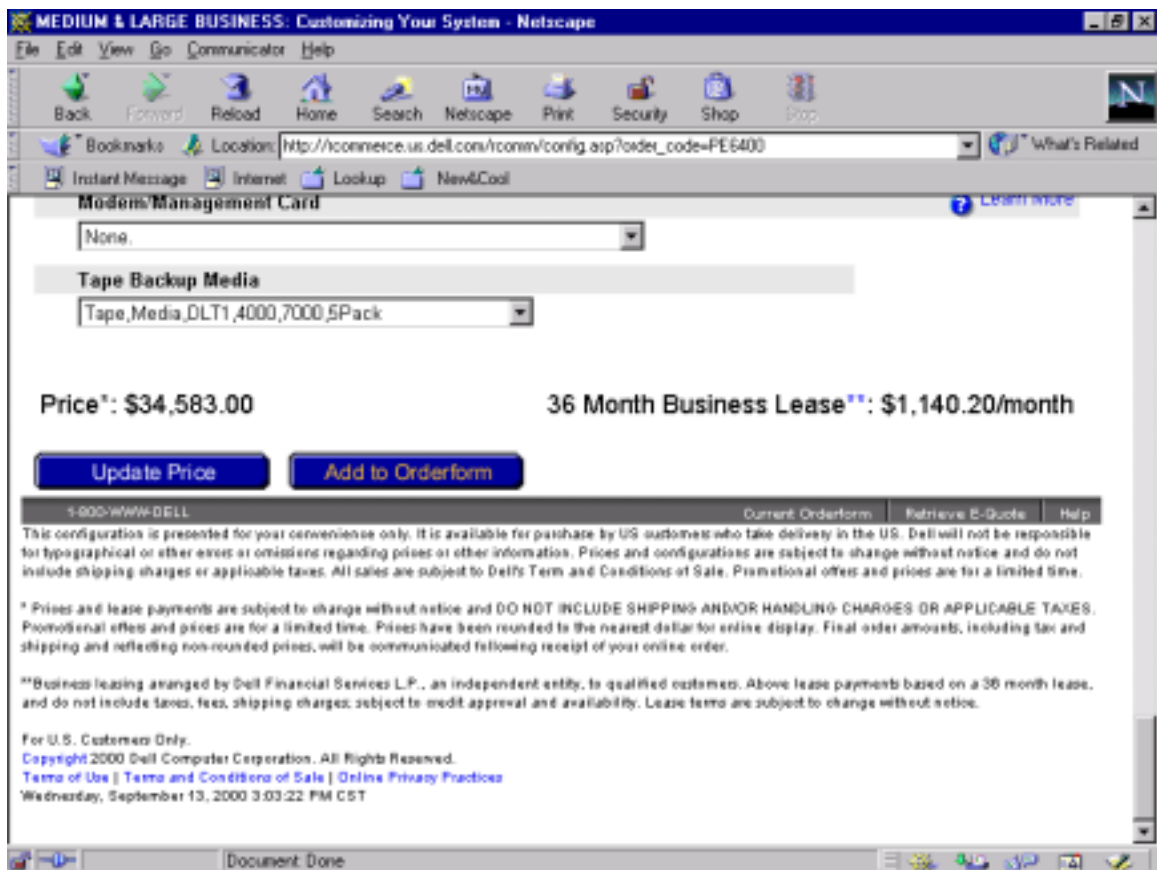 MEDIUM & LARGE BUSINESS: Customizing Your System - Netscape
File Edit View Go Communicator Help
Back Forward Reload Home Search Netscape Print Security Shop Stop
N
Bookmarks Location: http://rcommerce.us.dell.com/rcomm/config.asp?order_code=PE6400 What's Related
Instant Message Internet Lookup New&Cool
Modem/Management Card Learn More
None.
Tape Backup Media
Tape,Media,DLT1,4000,7000,5Pack
Price*: $34,583.00 36 Month Business Lease**: $1,140.20/month
Update Price Add to Orderform
1-800-WWW-DELL Current Orderform Retrieve E-Quote Help
This configuration is presented for your convenience only. It is available for purchase by US customers who take delivery in the US. Dell will not be responsible
for typographical or other errors or omissions regarding prices or other information. Prices and configurations are subject to change without notice and do not
include shipping charges or applicable taxes. All sales are subject to Dell's Term and Conditions of Sale. Promotional offers and prices are for a limited time.
* Prices and lease payments are subject to change without notice and DO NOT INCLUDE SHIPPING AND/OR HANDLING CHARGES OR APPLICABLE TAXES.
Promotional offers and prices are for a limited time. Prices have been rounded to the nearest dollar for online display. Final order amounts, including tax and
shipping and reflecting non-rounded prices, will be communicated following receipt of your online order.
**Business leasing arranged by Dell Financial Services L.P., an independent entity, to qualified customers. Above lease payments based on a 36 month lease,
and do not include taxes, fees, shipping charges; subject to credit approval and availability. Lease terms are subject to change without notice.
For U.S. Customers Only.
Copyright 2000 Dell Computer Corporation. All Rights Reserved.
Terms of Use | Terms and Conditions of Sale | Online Privacy Practices
Wednesday, September 13, 2000 3:03:22 PM CST
Document: Done